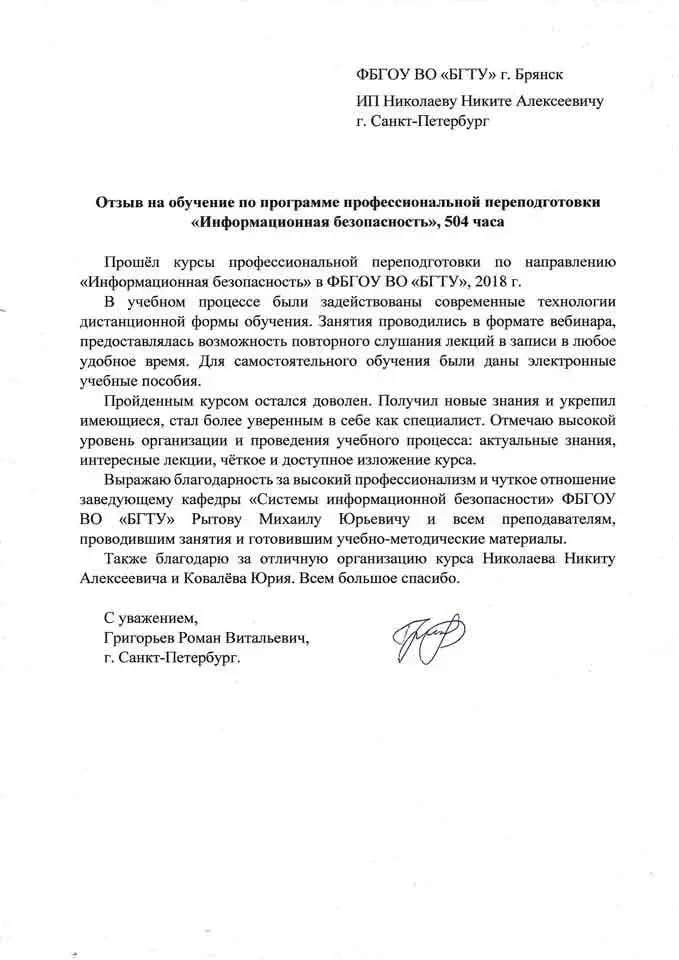 ФБГОУ ВО «БГТУ» г. Брянск
ИП Николаеву Никите Алексеевичу
г. Санкт-Петербург
Отзыв на обучение по программе профессиональной переподготовки
«Информационная безопасность», 504 часа
Прошёл курсы профессиональной переподготовки по направлению
«Информационная безопасность» в ФБГОУ ВО «БГТУ», 2018 г.
В учебном процессе были задействованы современные технологии
дистанционной формы обучения. Занятия проводились в формате вебинара,
предоставлялась возможность повторного слушания лекций в записи в любое
удобное время. Для самостоятельного обучения были даны электронные
учебные пособия.
Пройденным курсом остался доволен. Получил новые знания и укрепил
имеющиеся, стал более уверенным в себе как специалист. Отмечаю высокой
уровень организации и проведения учебного процесса: актуальные знания,
интересные лекции, чёткое и доступное изложение курса.
Выражаю благодарность за высокий профессионализм и чуткое отношение
заведующему кафедры «Системы информационной безопасности» ФБГОУ
ВО «БГТУ» Рытову Михаилу Юрьевичу и всем преподавателям,
проводившим занятия и готовившим учебно-методические материалы.
Также благодарю за отличную организацию курса Николаева Никиту
Алексеевича и Ковалёва Юрия. Всем большое спасибо.
С уважением,
Григорьев Роман Витальевич,
г. Санкт-Петербург.